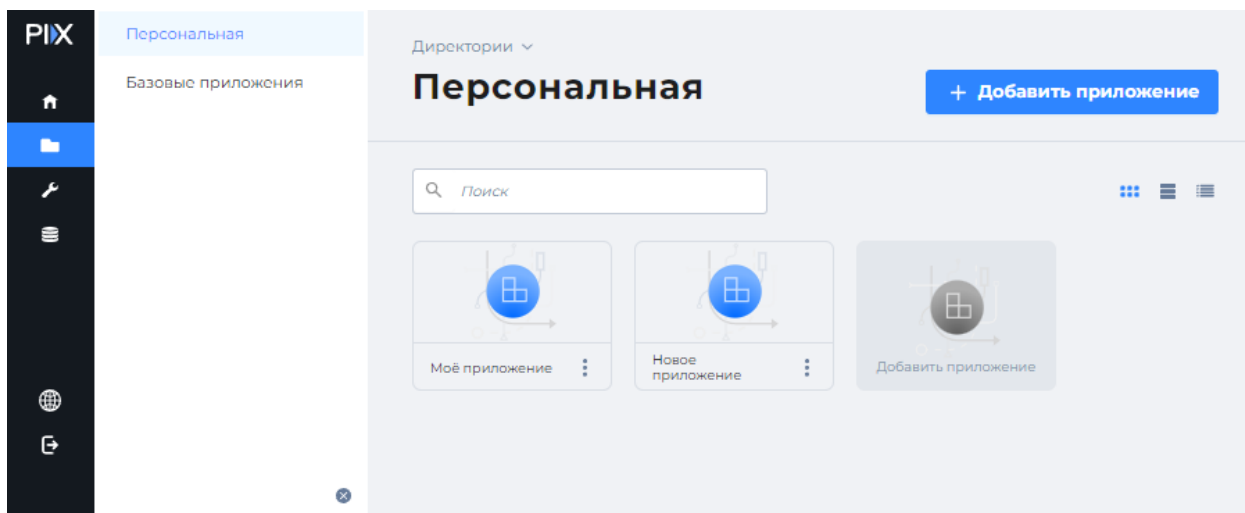 PIX
Персональная
Базовые приложения
Директории
Персональная
+ Добавить приложение
Поиск
Моё приложение
Новое
приложение
Добавить приложение